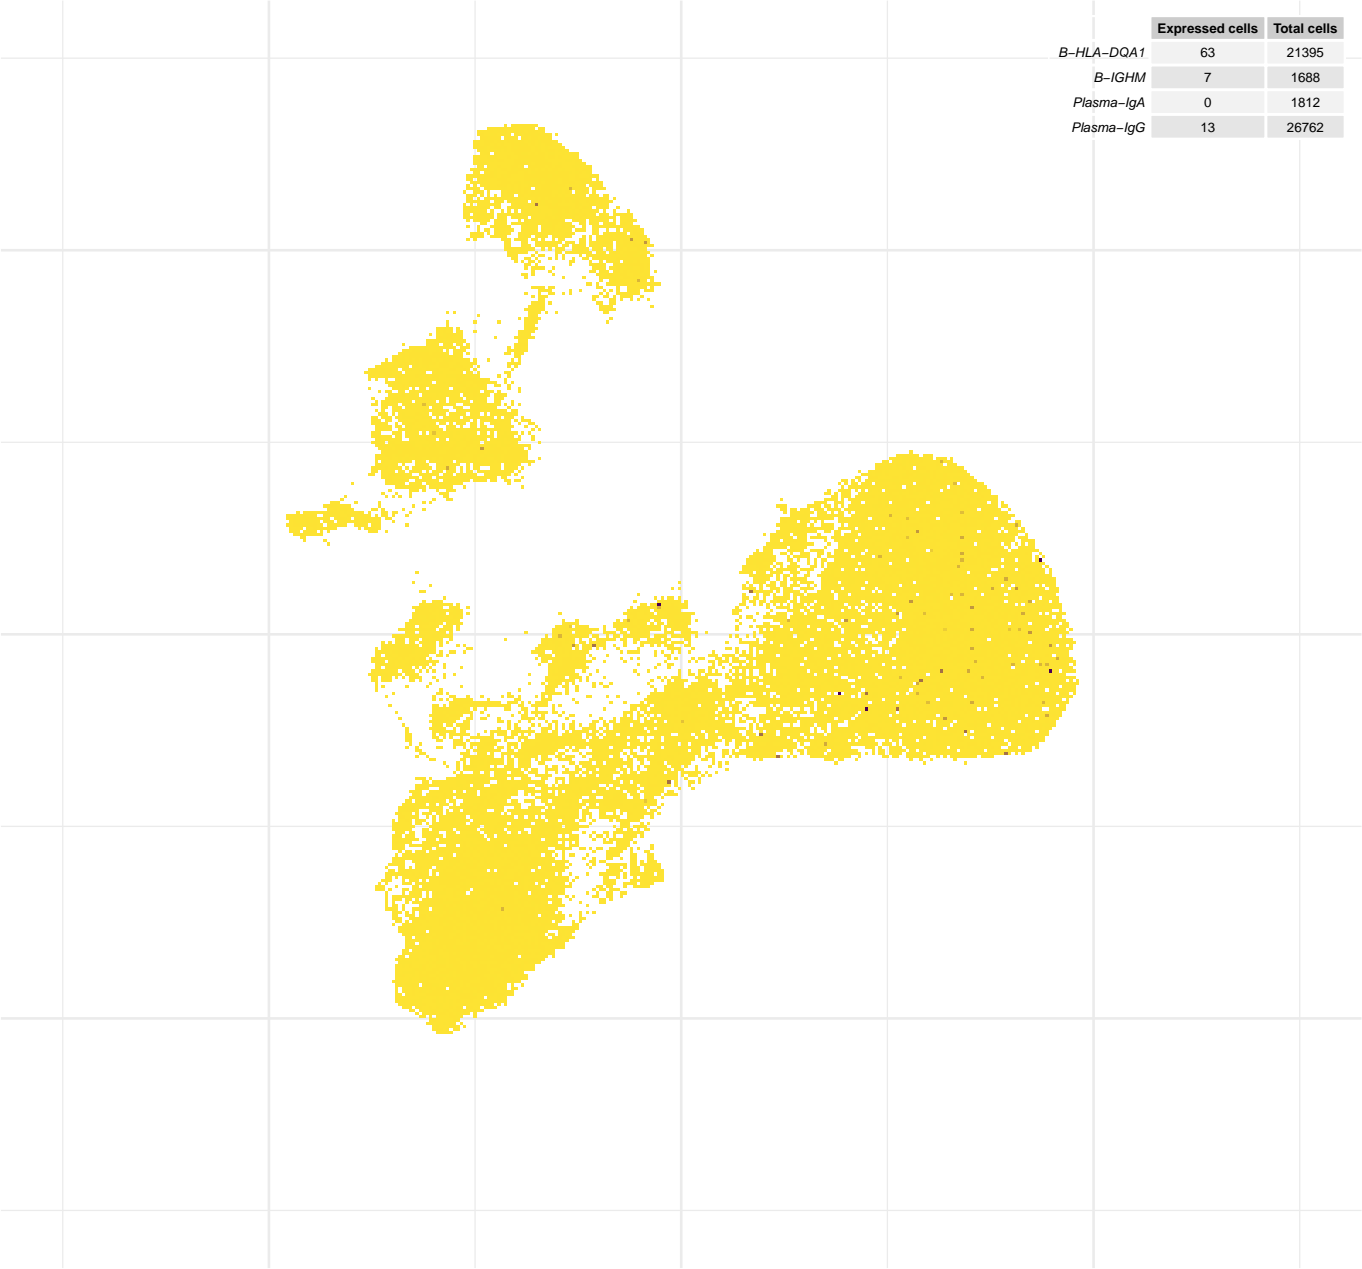 Expressed cells Total cells
B−HLA−DQA1 63 21395
B−IGHM 7 1688
Plasma−IgA 0 1812
Plasma−IgG 13 26762